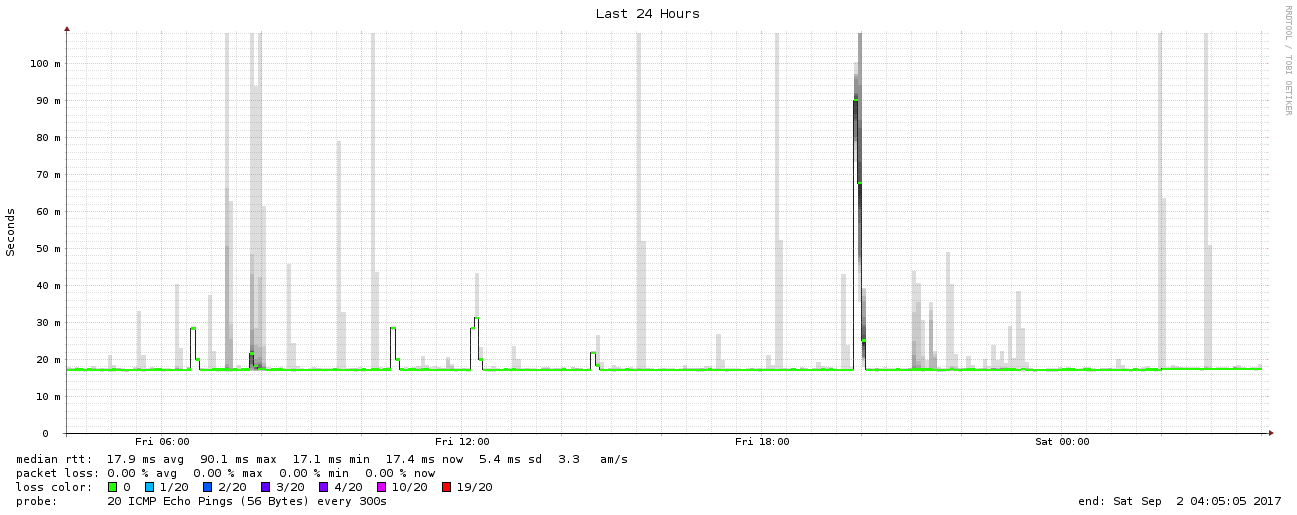 Last 24 Hours
RRDTOOL / TOBI OETIKER
Seconds
100 m
90 m
80 m
70 m
60 m
50 m
40 m
30 m
20 m
10 m
0
Fri 06:00 Fri 12:00 Fri 18:00 Sat 00:00
median rtt: 17.9 ms avg 90.1 ms max 17.1 ms min 17.4 ms now 5.4 ms sd 3.3 am/s
packet loss: 0.00 % avg 0.00 % max 0.00 % min 0.00 % now
loss color: 0 1/20 2/20 3/20 4/20 10/20 19/20
probe: 20 ICMP Echo Pings (56 Bytes) every 300s end: Sat Sep 2 04:05:05 2017